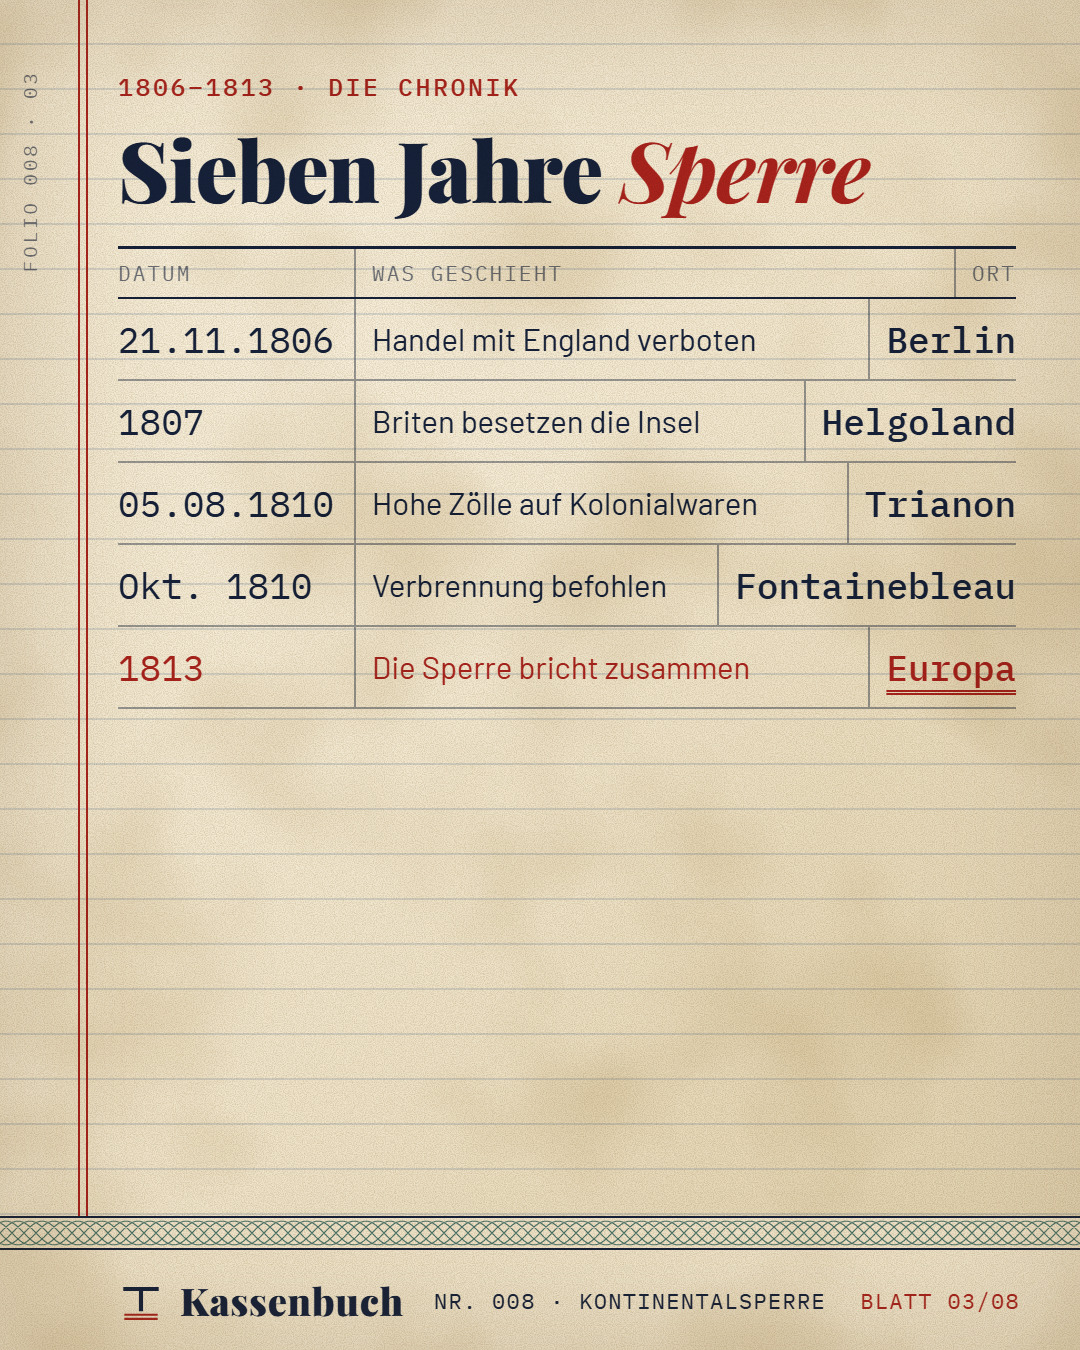 FOLIO 008 · 03
1806–1813 · DIE CHRONIK
Sieben Jahre Sperre
DATUM WAS GESCHIEHT ORT
21.11.1806 Handel mit England verboten Berlin
1807 Briten besetzen die Insel Helgoland
05.08.1810 Hohe Zölle auf Kolonialwaren Trianon
Okt. 1810 Verbrennung befohlen Fontainebleau
1813 Die Sperre bricht zusammen Europa
Kassenbuch NR. 008 · KONTINENTALSPERRE BLATT 03/08